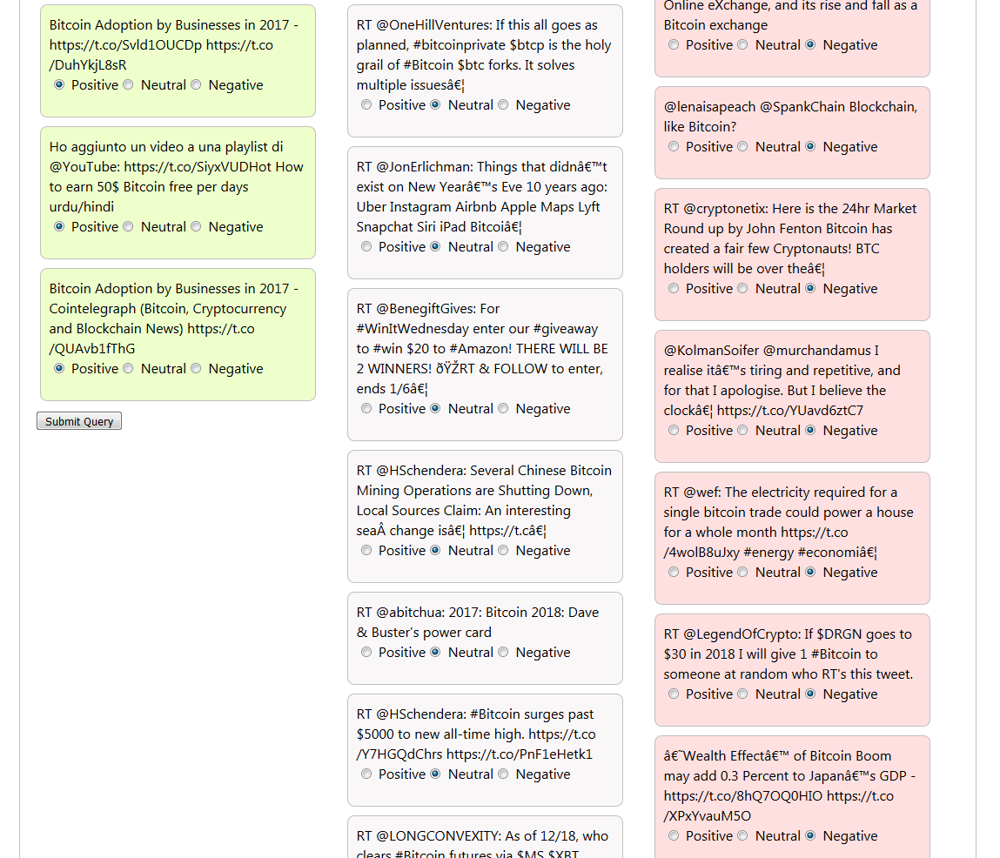 Bitcoin Adoption by Businesses in 2017 -
https://t.co/Svld1OUCDp https://t.co
/DuhYkjL8sR
Positive Neutral Negative
Ho aggiunto un video a una playlist di
@YouTube: https://t.co/SiyxVUDHot How
to earn 50$ Bitcoin free per days
urdu/hindi
Positive Neutral Negative
Bitcoin Adoption by Businesses in 2017 -
Cointelegraph (Bitcoin, Cryptocurrency
and Blockchain News) https://t.co
/QUAvb1fThG
Positive Neutral Negative
Submit Query
RT @OneHillVentures: If this all goes as
planned, #bitcoinprivate $btcp is the holy
grail of #Bitcoin $btc forks. It solves
multiple issuesâ€¦
Positive Neutral Negative
RT @JonErlichman: Things that didnâ€™t
exist on New Yearâ€™s Eve 10 years ago:
Uber Instagram Airbnb Apple Maps Lyft
Snapchat Siri iPad Bitcoiâ€¦
Positive Neutral Negative
RT @BenegiftGives: For
#WinItWednesday enter our #giveaway
to #win $20 to #Amazon! THERE WILL BE
2 WINNERS! ðŸŽRT & FOLLOW to enter,
ends 1/6â€¦
Positive Neutral Negative
RT @HSchendera: Several Chinese Bitcoin
Mining Operations are Shutting Down,
Local Sources Claim: An interesting
seaÂ change isâ€¦ https://t.câ€¦
Positive Neutral Negative
RT @abitchua: 2017: Bitcoin 2018: Dave
& Buster's power card
Positive Neutral Negative
RT @HSchendera: #Bitcoin surges past
$5000 to new all-time high. https://t.co
/Y7HGQdChrs https://t.co/PnF1eHetk1
Positive Neutral Negative
RT @LONGCONVEXITY: As of 12/18, who
clears #Bitcoin futures via $MS $XBT
Online eXchange, and its rise and fall as a
Bitcoin exchange
Positive Neutral Negative
@lenaisapeach @SpankChain Blockchain,
like Bitcoin?
Positive Neutral Negative
RT @cryptonetix: Here is the 24hr Market
Round up by John Fenton Bitcoin has
created a fair few Cryptonauts! BTC
holders will be over theâ€¦
Positive Neutral Negative
@KolmanSoifer @murchandamus I
realise itâ€™s tiring and repetitive, and
for that I apologise. But I believe the
clockâ€¦ https://t.co/YUavd6ztC7
Positive Neutral Negative
RT @wef: The electricity required for a
single bitcoin trade could power a house
for a whole month https://t.co
/4wolB8uJxy #energy #economiâ€¦
Positive Neutral Negative
RT @LegendOfCrypto: If $DRGN goes to
$30 in 2018 I will give 1 #Bitcoin to
someone at random who RT's this tweet.
Positive Neutral Negative
â€˜Wealth Effectâ€™ of Bitcoin Boom
may add 0.3 Percent to Japanâ€™s GDP -
https://t.co/8hQ7OQ0HIO https://t.co
/XPxYvauM5O
Positive Neutral Negative